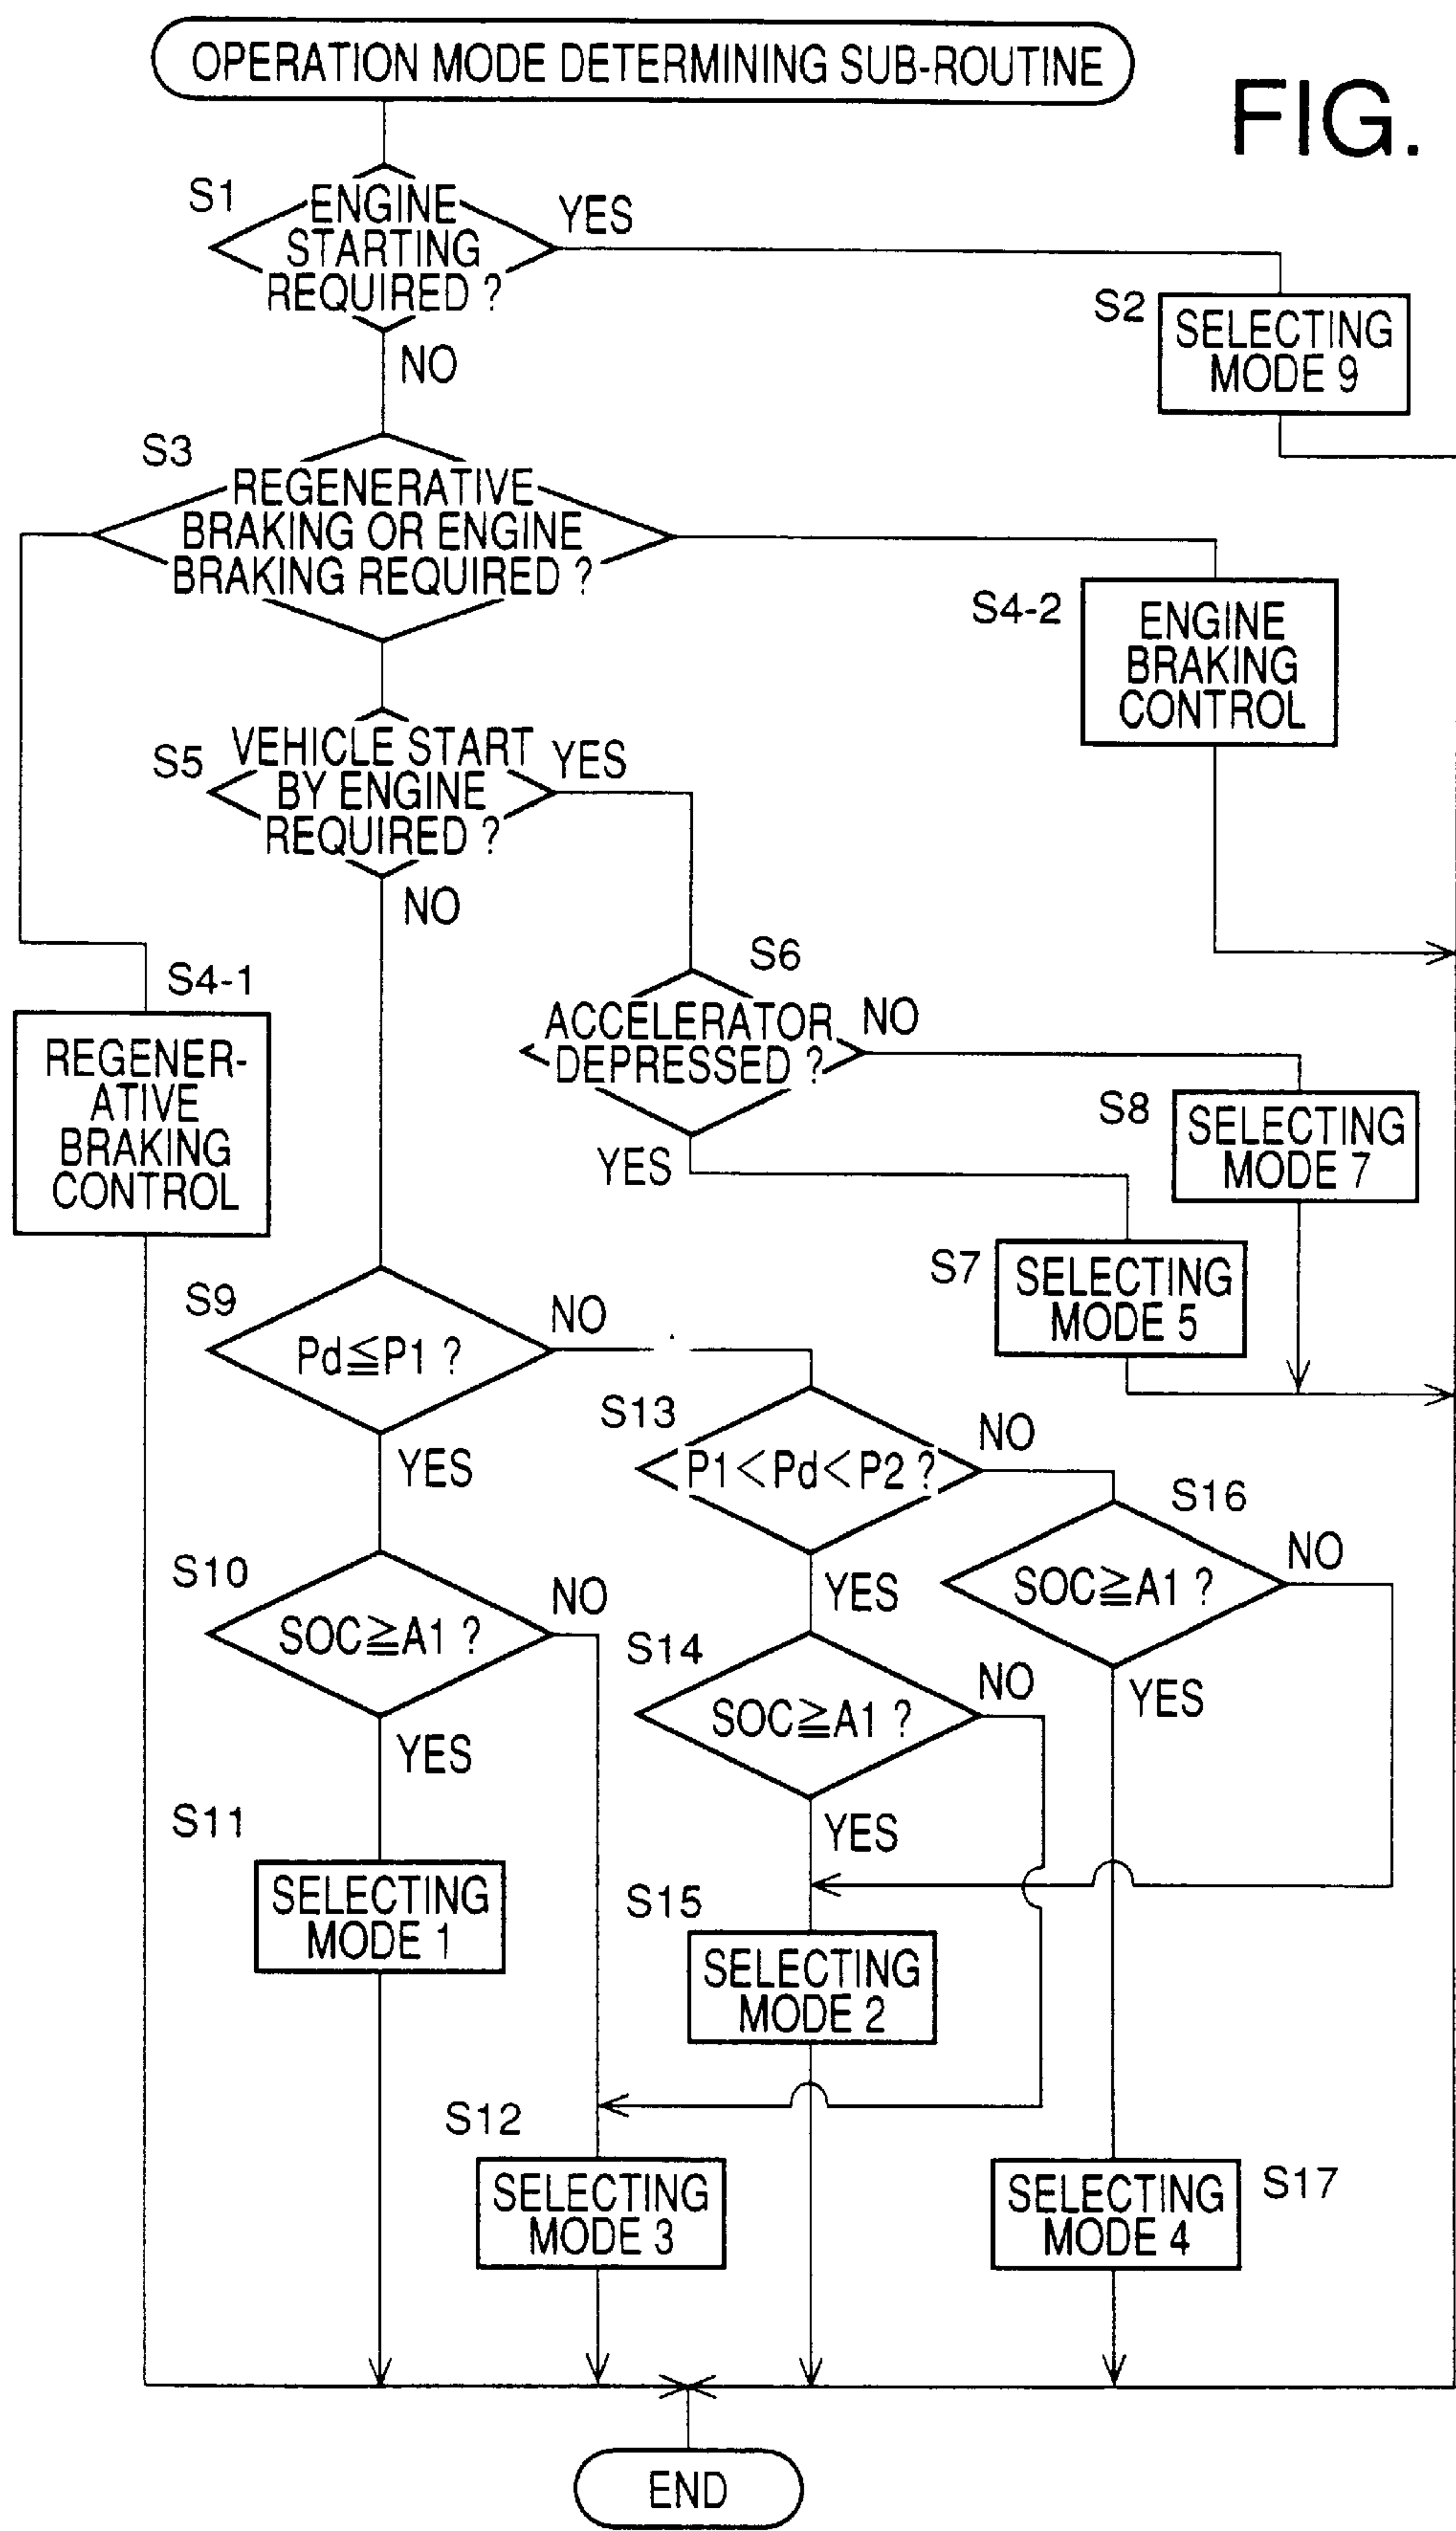 OPERATION MODE DETERMINING SUB-ROUTINE
FIG.
S1
ENGINE
STARTING
REQUIRED ?
YES
NO
S2
SELECTING
MODE 9
S3
REGENERATIVE
BRAKING OR ENGINE
BRAKING REQUIRED ?
S4-2
ENGINE
BRAKING
CONTROL
S5
VEHICLE START
BY ENGINE
REQUIRED ?
YES
NO
S4-1
REGENER-
ATIVE
BRAKING
CONTROL
S6
ACCELERATOR
DEPRESSED ?
NO
YES
S8
SELECTING
MODE 7
S7
SELECTING
MODE 5
S9
Pd≦P1 ?
NO
YES
S13
P1<Pd<P2 ?
NO
YES
S16
SOC≧A1 ?
NO
YES
S10
SOC≧A1 ?
NO
YES
S14
SOC≧A1 ?
NO
YES
S11
SELECTING
MODE 1
S15
SELECTING
MODE 2
S12
SELECTING
MODE 3
S17
SELECTING
MODE 4
END